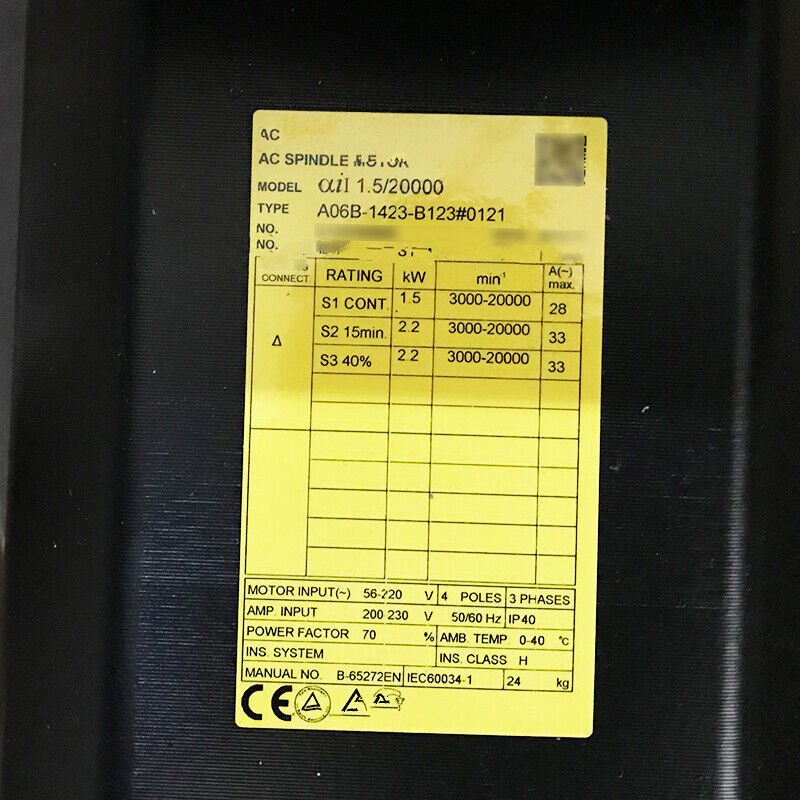 AC
AC SPINDLE
MODEL αiI 1.5/20000
TYPE A06B-1423-B123#0121
NO.
NO.
CONNECT RATING kW min¹ A(~) max.
Δ
S1 CONT. 1.5 3000-20000 28
S2 15min. 2.2 3000-20000 33
S3 40% 2.2 3000-20000 33
MOTOR INPUT(~) 56-220 V 4 POLES 3 PHASES
AMP. INPUT 200 230 V 50/60 Hz IP40
POWER FACTOR 70 % AMB. TEMP 0-40 °C
INS. SYSTEM INS. CLASS H
MANUAL NO. B-65272EN IEC60034-1 24 kg
CE